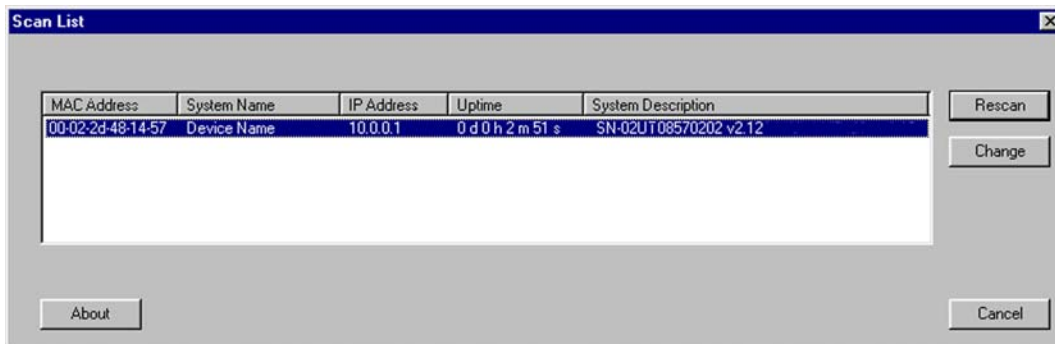 Scan List
MAC Address System Name IP Address Uptime System Description
00-02-2d-48-14-57 Device Name 10.0.0.1 0 d 0 h 2 m 51 s SN-02UT08570202 v2.12
Rescan
Change
About
Cancel